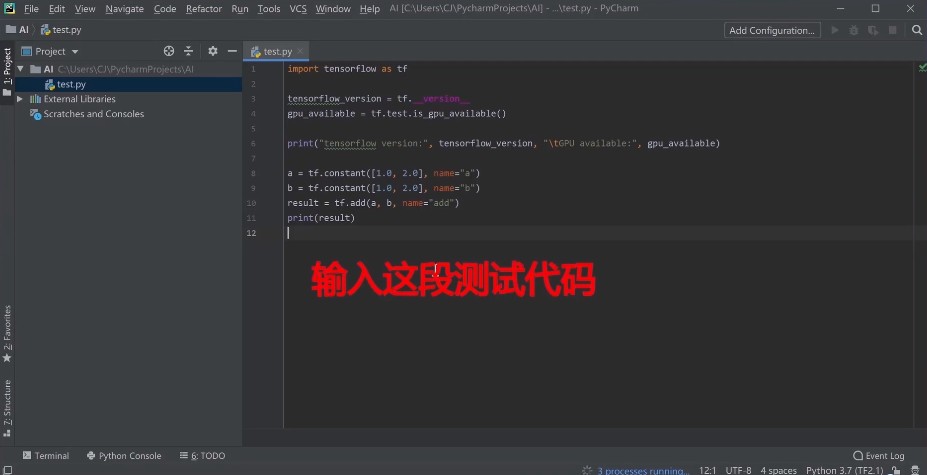 File Edit View Navigate Code Refactor Run Tools VCS Window Help AI [C:\Users\CJ\PycharmProjects\AI] - ...\test.py - PyCharm
AI test.py Add Configuration...
Project test.py
1: Project
AI C:\Users\CJ\PycharmProjects\AI
test.py
External Libraries
Scratches and Consoles
1 import tensorflow as tf
2
3 tensorflow_version = tf.__version__
4 gpu_available = tf.test.is_gpu_available()
5
6 print("tensorflow version:", tensorflow_version, "\tGPU available:", gpu_available)
7
8 a = tf.constant([1.0, 2.0], name="a")
9 b = tf.constant([1.0, 2.0], name="b")
10 result = tf.add(a, b, name="add")
11 print(result)
12
输入这段测试代码
2: Favorites
7: Structure
Terminal Python Console 6: TODO Event Log
3 processes running... 12:1 UTF-8 4 spaces Python 3.7 (TF2.1)